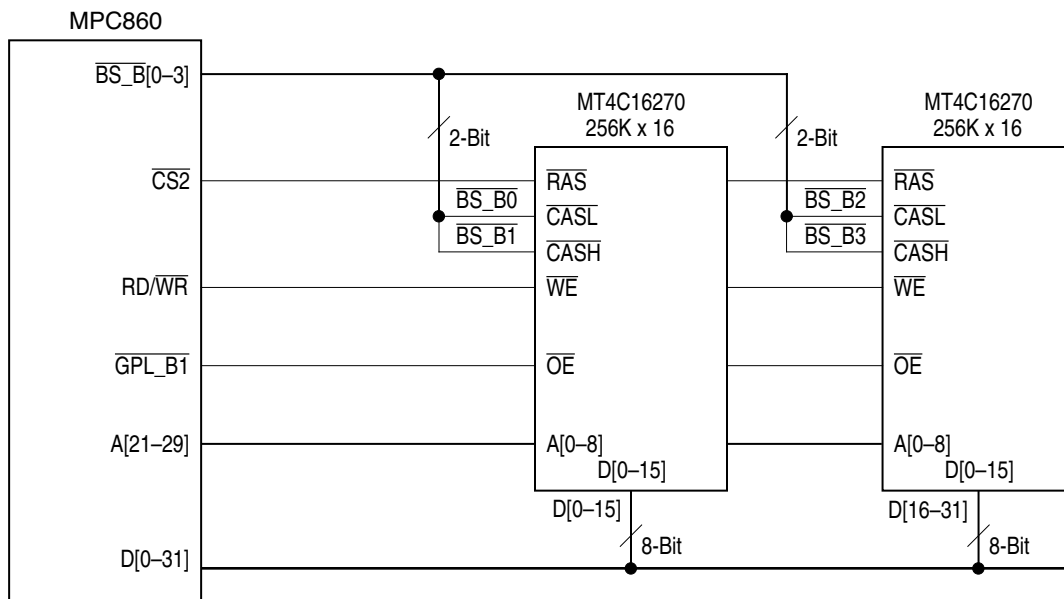 MPC860
BS_B[0–3]
MT4C16270
256K x 16
MT4C16270
256K x 16
2-Bit
2-Bit
CS2
RAS
RAS
BS_B0
CASL
BS_B2
CASL
BS_B1
CASH
BS_B3
CASH
RD/WR
WE
WE
GPL_B1
OE
OE
A[21–29]
A[0–8]
A[0–8]
D[0–15]
D[0–15]
D[0–15]
D[16–31]
8-Bit
8-Bit
D[0–31]